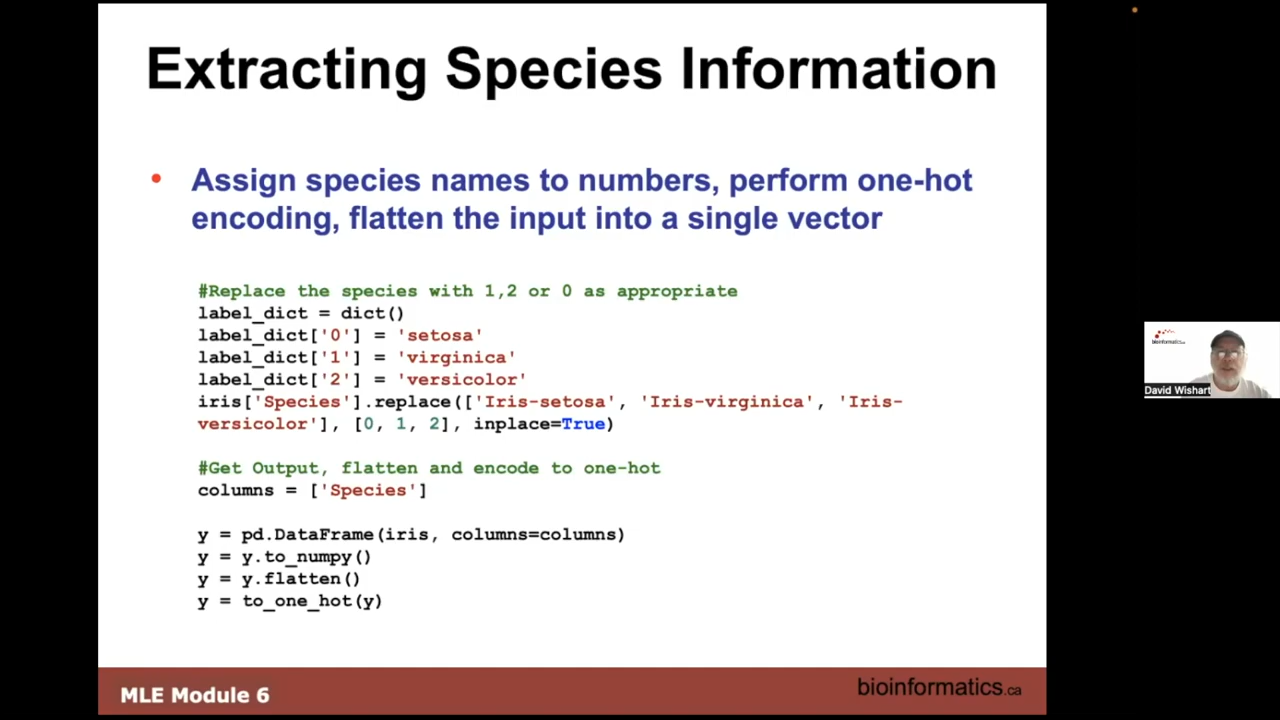 Extracting Species Information
• Assign species names to numbers, perform one-hot
encoding, flatten the input into a single vector
#Replace the species with 1,2 or 0 as appropriate
label_dict = dict()
label_dict['0'] = 'setosa'
label_dict['1'] = 'virginica'
label_dict['2'] = 'versicolor'
iris['Species'].replace(['Iris-setosa', 'Iris-virginica', 'Iris-
versicolor'], [0, 1, 2], inplace=True)
#Get Output, flatten and encode to one-hot
columns = ['Species']
y = pd.DataFrame(iris, columns=columns)
y = y.to_numpy()
y = y.flatten()
y = to_one_hot(y)
MLE Module 6
bioinformatics.ca
bioinformatics.ca
David Wishart